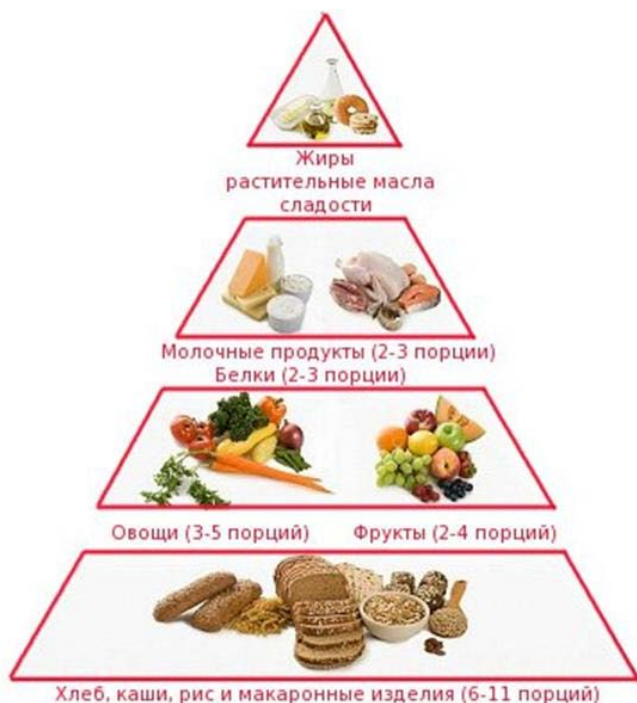 Жиры
растительные масла
сладости
Молочные продукты (2-3 порции)
Белки (2-3 порции)
Овощи (3-5 порций)
Фрукты (2-4 порций)
Хлеб, каши, рис и макаронные изделия (6-11 порций)